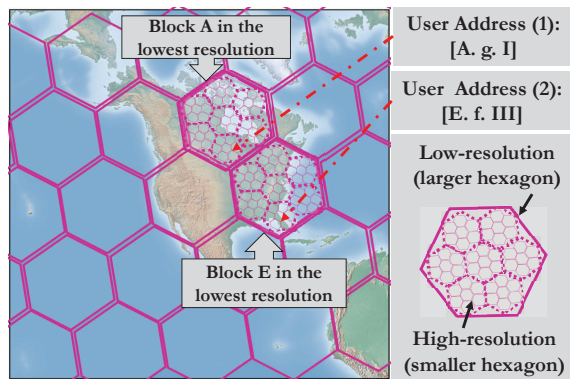 Block A in the
lowest resolution
Block E in the
lowest resolution
User Address (1):
[A. g. I]
User Address (2):
[E. f. III]
Low-resolution
(larger hexagon)
High-resolution
(smaller hexagon)